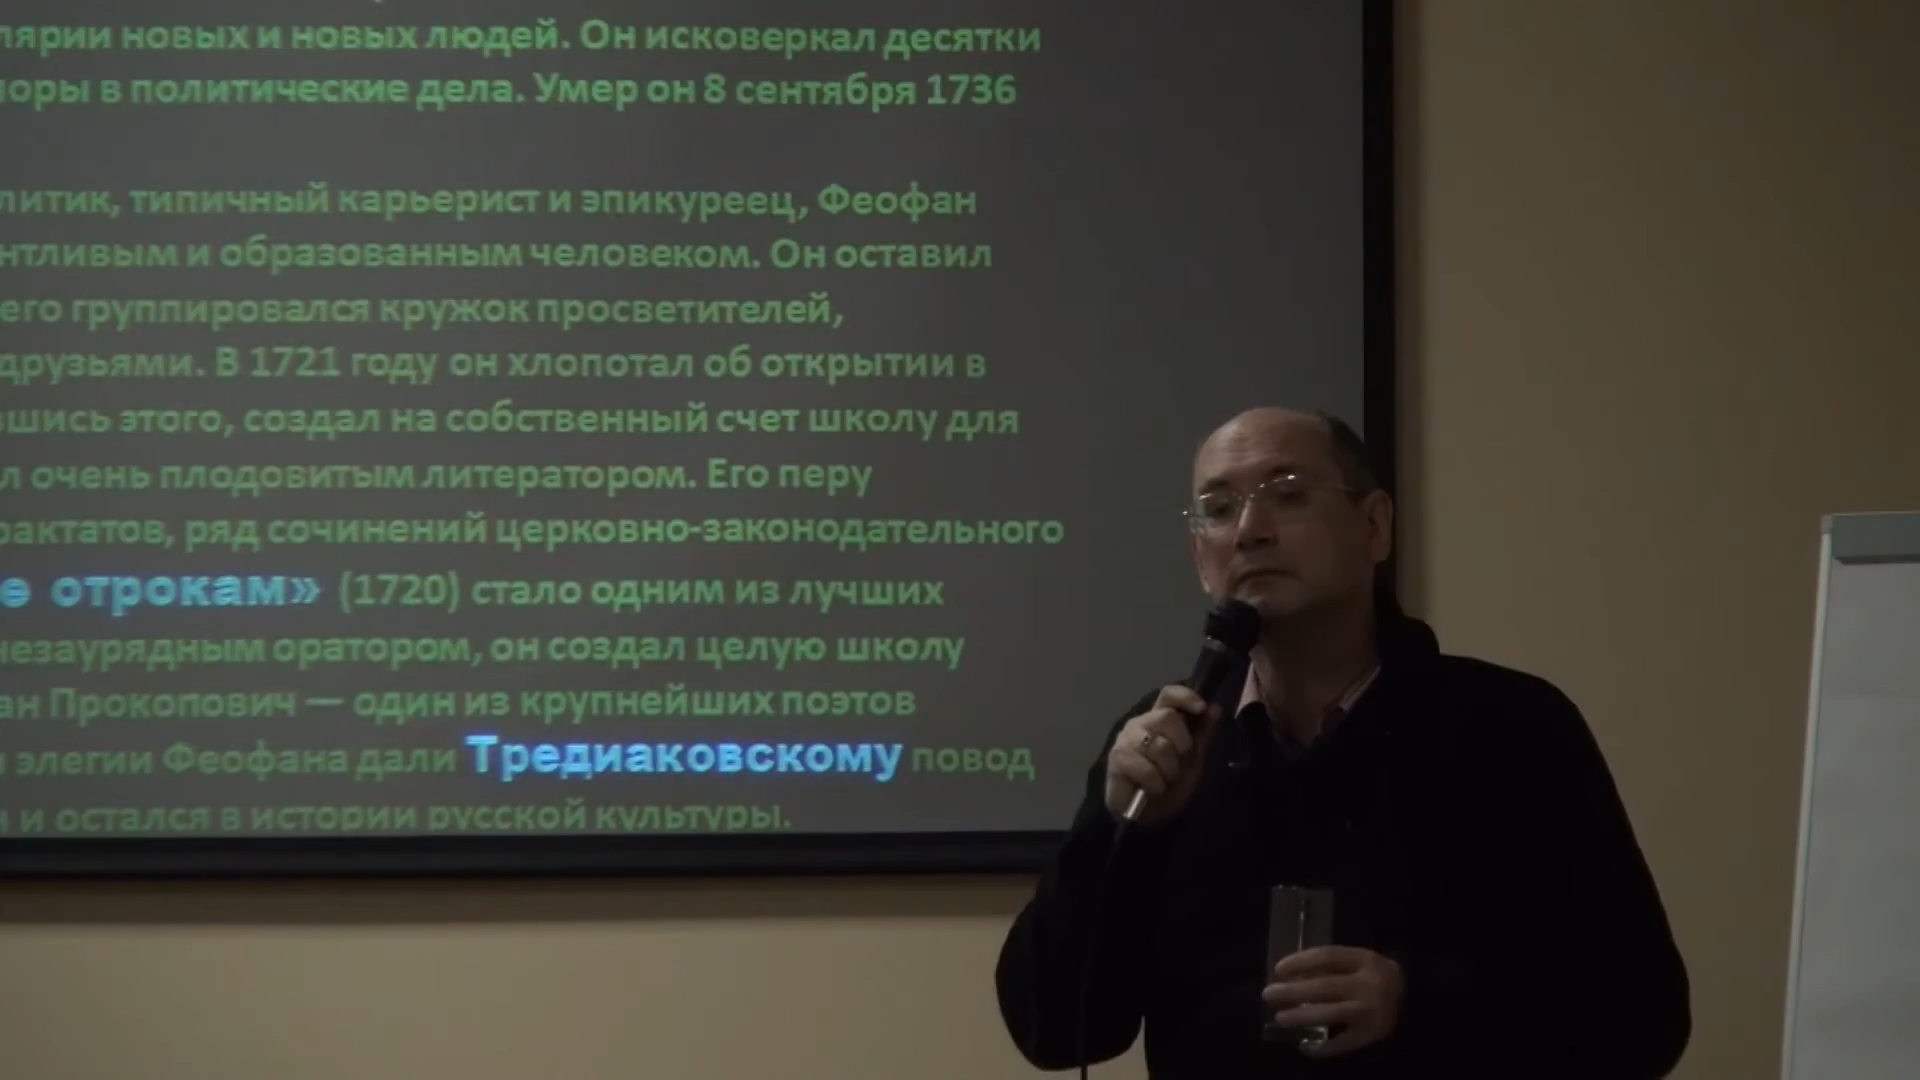 лярии новых и новых людей. Он исковеркал десятки
поры в политические дела. Умер он 8 сентября 1736
литик, типичный карьерист и эпикуреец, Феофан
нтливым и образованным человеком. Он оставил
его группировался кружок просветителей,
друзьями. В 1721 году он хлопотал об открытии в
вшись этого, создал на собственный счет школу для
л очень плодовитым литератором. Его перу
рактатов, ряд сочинений церковно-законодательного
е отрокам» (1720) стало одним из лучших
незаурядным оратором, он создал целую школу
ан Прокопович — один из крупнейших поэтов
и элегии Феофана дали Тредиаковскому повод
н и остался в истории русской культуры.